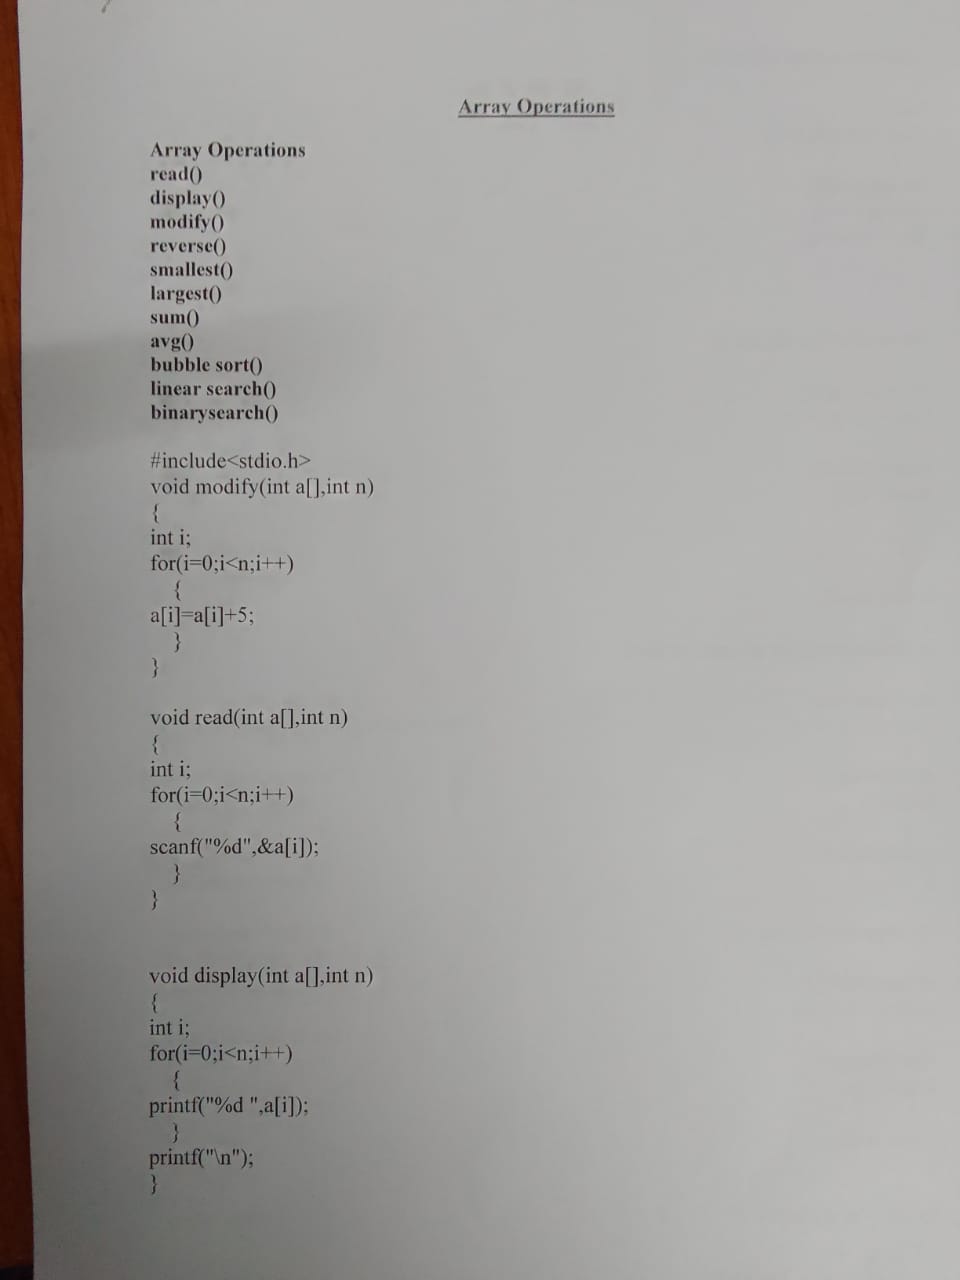 Array Operations
Array Operations
read()
display()
modify()
reverse()
smallest()
largest()
sum()
avg()
bubble sort()
linear search()
binarysearch()
#include<stdio.h>
void modify(int a[],int n)
{
int i;
for(i=0;i<n;i++)
{
a[i]=a[i]+5;
}
}
void read(int a[],int n)
{
int i;
for(i=0;i<n;i++)
{
scanf("%d",&a[i]);
}
}
void display(int a[],int n)
{
int i;
for(i=0;i<n;i++)
{
printf("%d ",a[i]);
}
printf("\n");
}